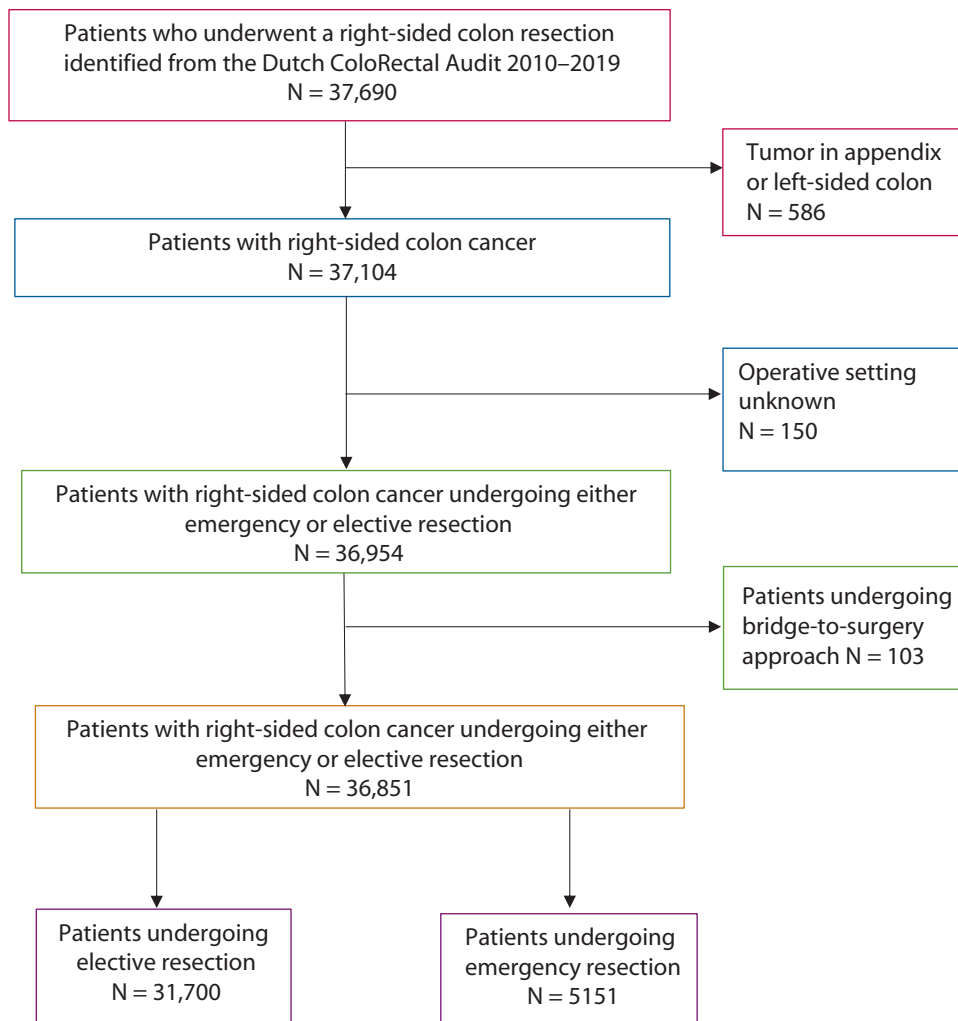 Patients who underwent a right-sided colon resection
identified from the Dutch ColoRectal Audit 2010–2019
N = 37,690
Tumor in appendix
or left-sided colon
N = 586
Patients with right-sided colon cancer
N = 37,104
Operative setting
unknown
N = 150
Patients with right-sided colon cancer undergoing either
emergency or elective resection
N = 36,954
Patients undergoing
bridge-to-surgery
approach N = 103
Patients with right-sided colon cancer undergoing either
emergency or elective resection
N = 36,851
Patients undergoing
elective resection
N = 31,700
Patients undergoing
emergency resection
N = 5151